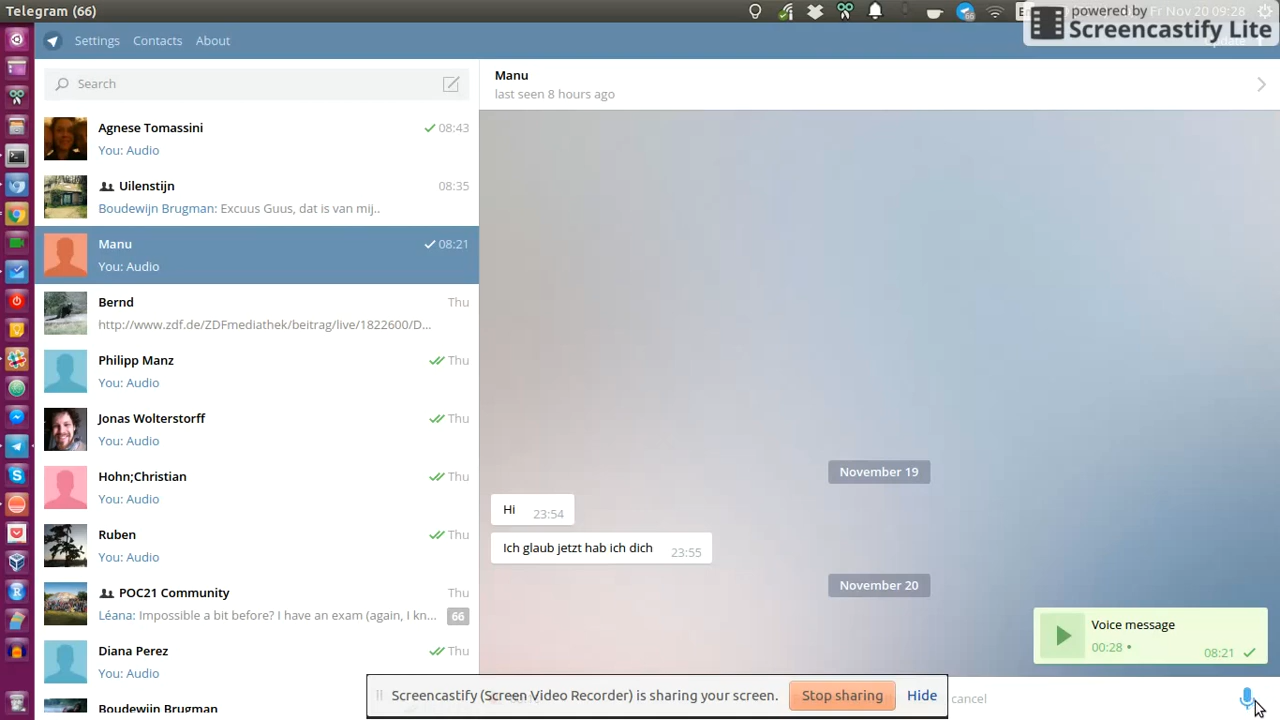 Telegram (66)
Fr Nov 20 09:28
powered by
Screencastify Lite
Settings Contacts About
Search
Manu
last seen 8 hours ago
Agnese Tomassini 08:43
You: Audio
Uilenstijn 08:35
Boudewijn Brugman: Excuus Guus, dat is van mij..
Manu 08:21
You: Audio
Bernd Thu
http://www.zdf.de/ZDFmediathek/beitrag/live/1822600/D...
Philipp Manz Thu
You: Audio
Jonas Wolterstorff Thu
You: Audio
Hohn;Christian Thu
You: Audio
Ruben Thu
You: Audio
POC21 Community Thu
Léana: Impossible a bit before? I have an exam (again, I kn... 66
Diana Perez Thu
You: Audio
Boudewijn Brugman
November 19
Hi 23:54
Ich glaub jetzt hab ich dich 23:55
November 20
Voice message
00:28 08:21
Screencastify (Screen Video Recorder) is sharing your screen. Stop sharing Hide
cancel